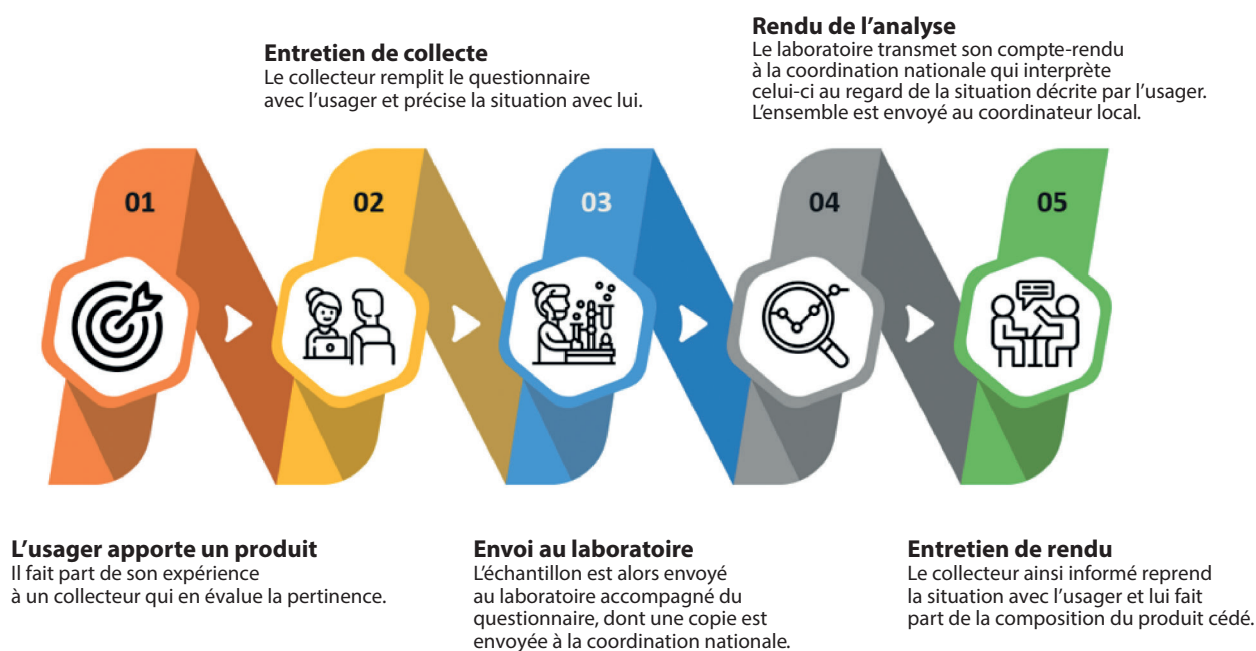 Entretien de collecte
Le collecteur remplit le questionnaire
avec l’usager et précise la situation avec lui.
Rendu de l’analyse
Le laboratoire transmet son compte-rendu
à la coordination nationale qui interprète
celui-ci au regard de la situation décrite par l’usager.
L’ensemble est envoyé au coordinateur local.
01
02
03
04
05
L’usager apporte un produit
Il fait part de son expérience
à un collecteur qui en évalue la pertinence.
Envoi au laboratoire
L’échantillon est alors envoyé
au laboratoire accompagné du
questionnaire, dont une copie est
envoyée à la coordination nationale.
Entretien de rendu
Le collecteur ainsi informé reprend
la situation avec l’usager et lui fait
part de la composition du produit cédé.